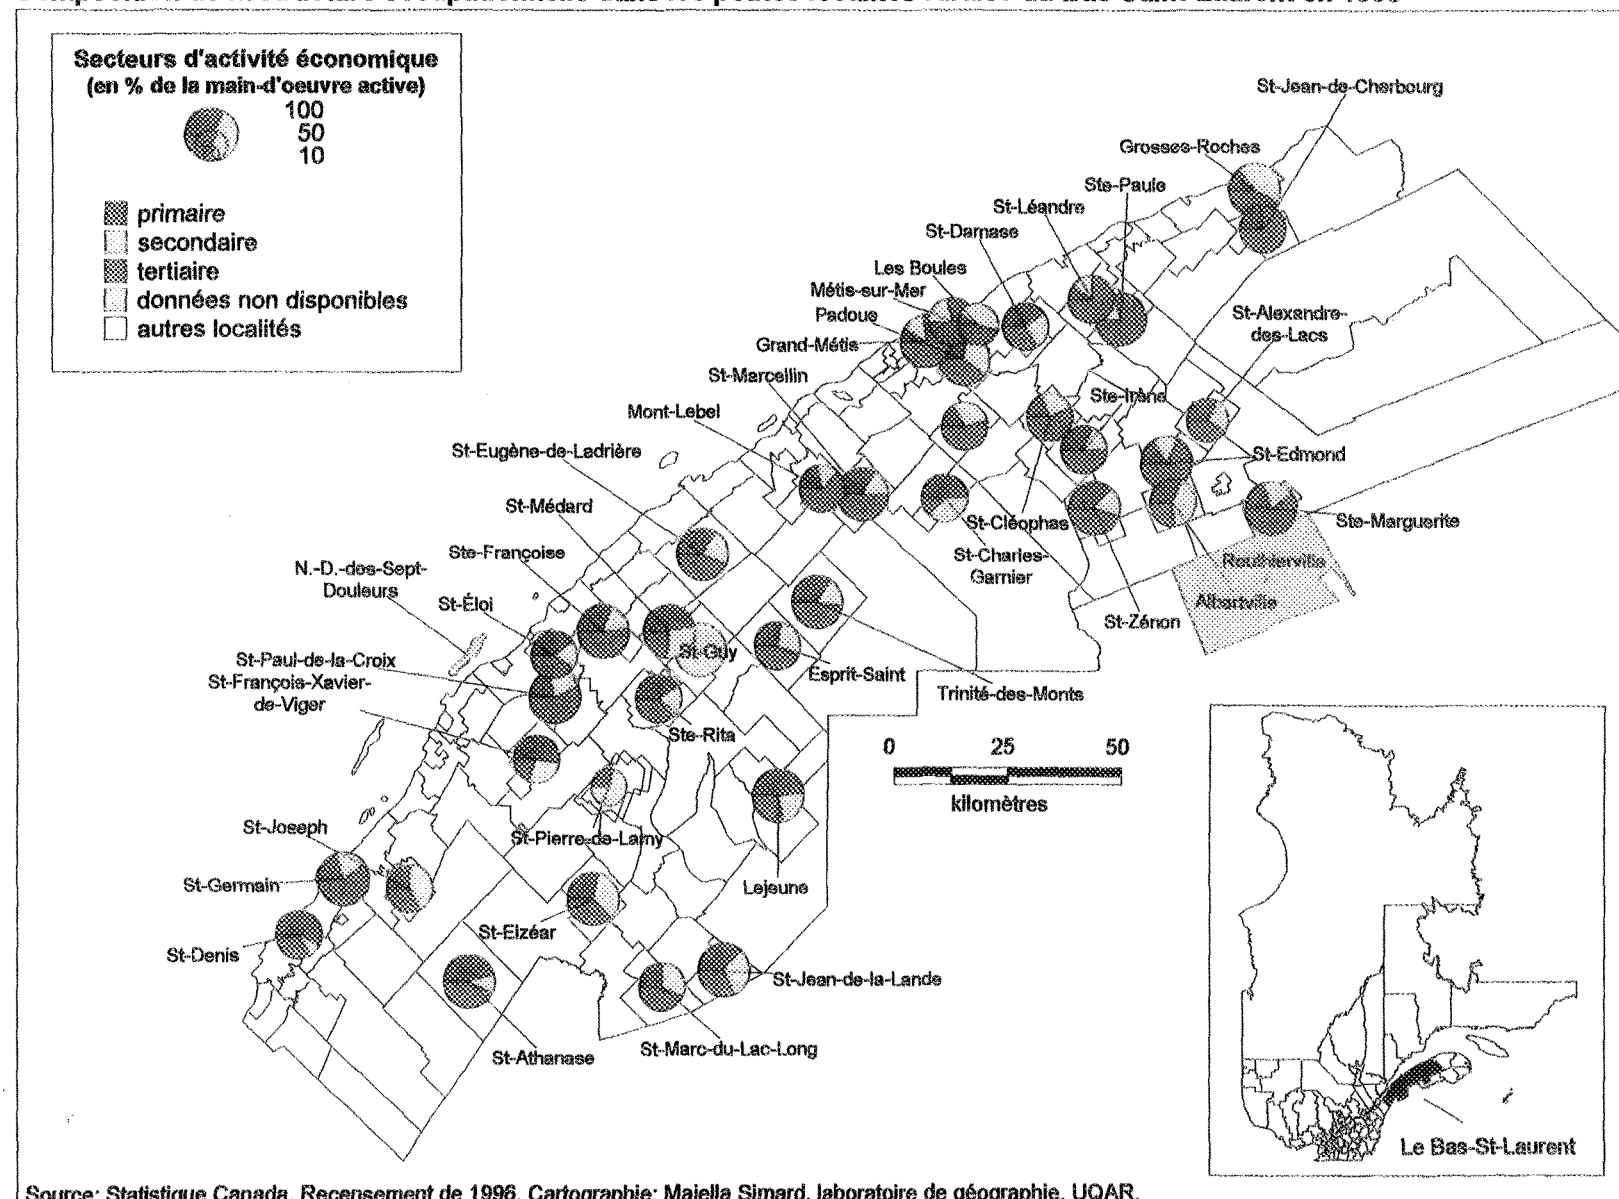 Secteurs d'activité économique
(en % de la main-d'oeuvre active)
100
50
10
primaire
secondaire
tertiaire
données non disponibles
autres localités
St-Jean-de-Cherbourg
Grosses-Roches
Ste-Paule
St-Léandre
St-Damase
Les Boules
Métis-sur-Mer
Padoue
Grand-Métis
St-Marcellin
Mont-Lebel
St-Eugène-de-Ladrière
St-Médard
Ste-Françoise
N.-D.-des-Sept-
Douleurs
St-Éloi
St-Paul-de-la-Croix
St-François-Xavier-
de-Viger
St-Alexandre-
des-Lacs
Ste-Irène
St-Edmond
St-Cléophas
Ste-Marguerite
St-Charles-
Garnier
Routhierville
Albertville
St-Zénon
St-Guy
Esprit-Saint
Trinité-des-Monts
Ste-Rita
0 25 50
kilomètres
St-Pierre-de-Lamy
St-Joseph
St-Germain
Lejeune
St-Elzéar
St-Denis
St-Jean-de-la-Lande
St-Athanase
St-Marc-du-Lac-Long
Le Bas-St-Laurent
Source: Statistique Canada, Recensement de 1996. Cartographie: Majella Simard, laboratoire de géographie, UQAR.